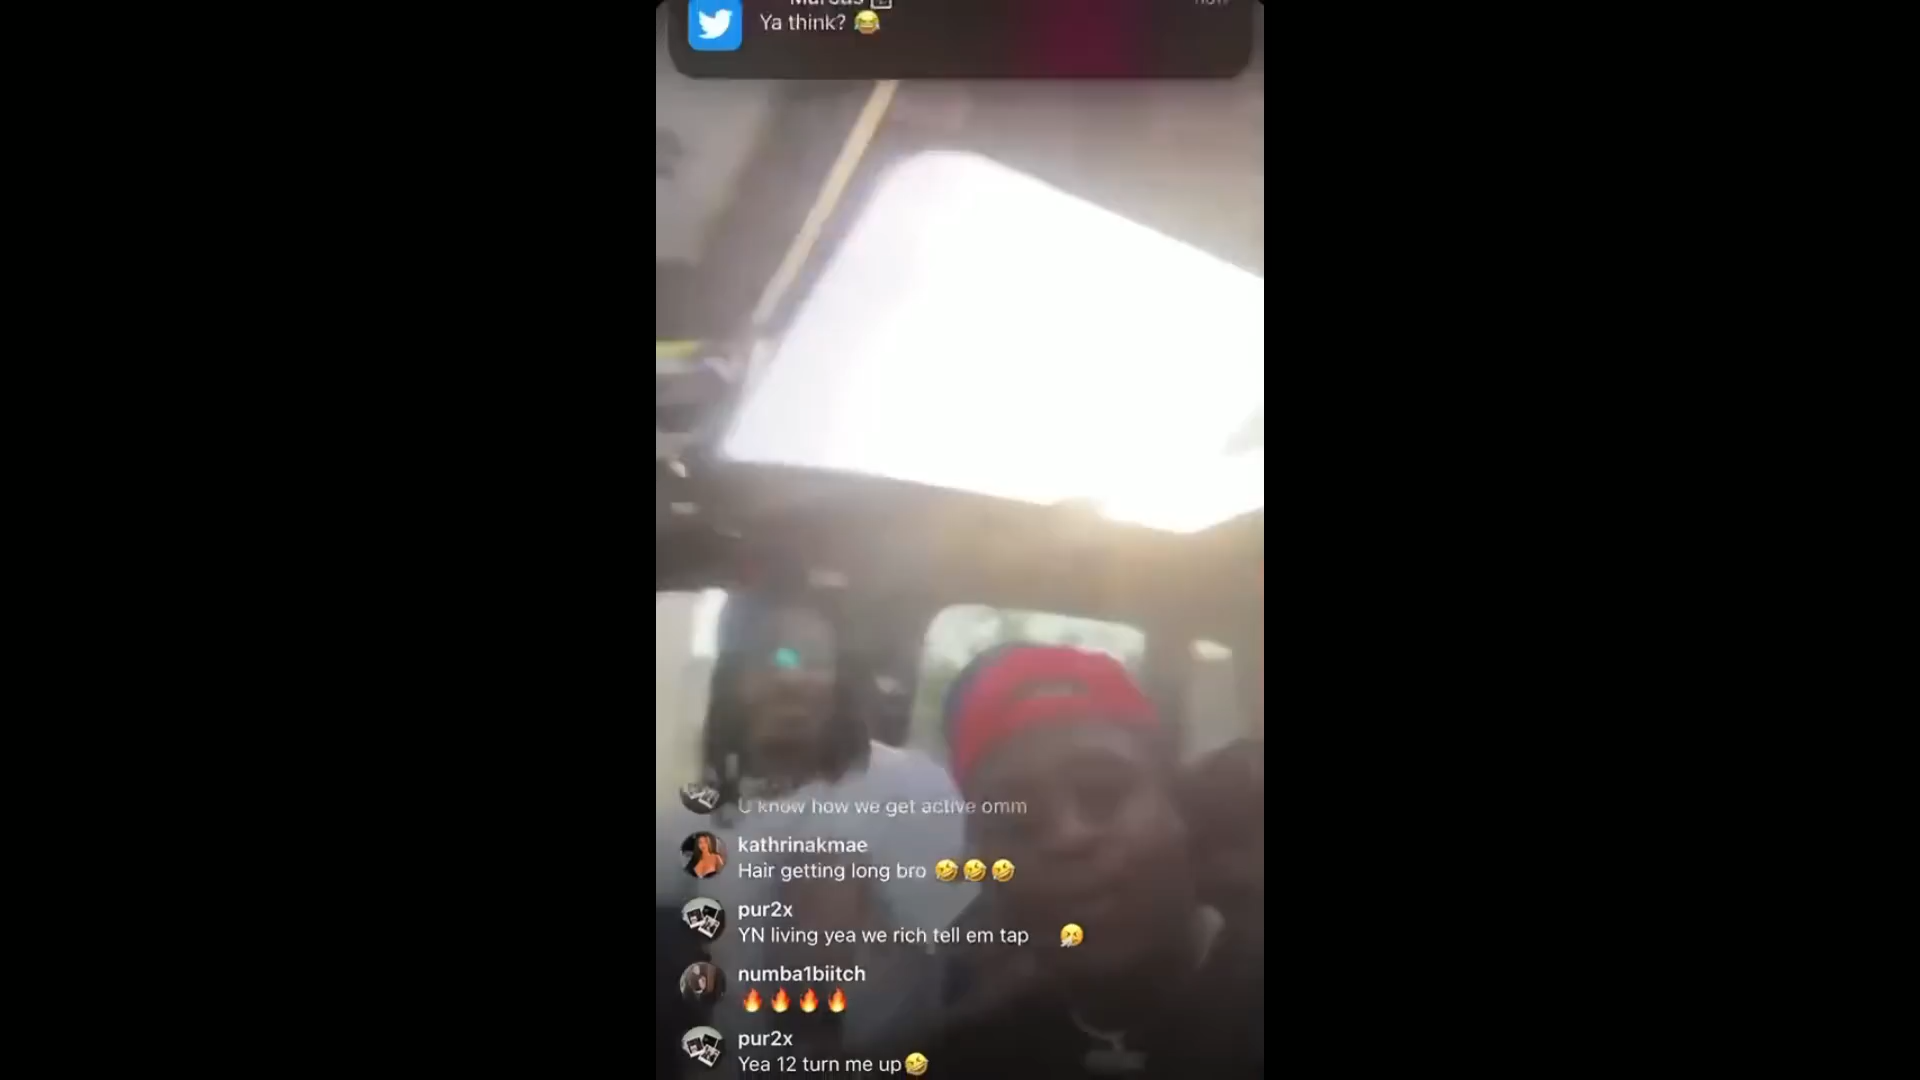 Ya think? 😂
U know how we get active omm
kathrinakmae
Hair getting long bro 🤣🤣🤣
pur2x
YN living yea we rich tell em tap 🤧
numba1biitch
🔥🔥🔥🔥
pur2x
Yea 12 turn me up🤣